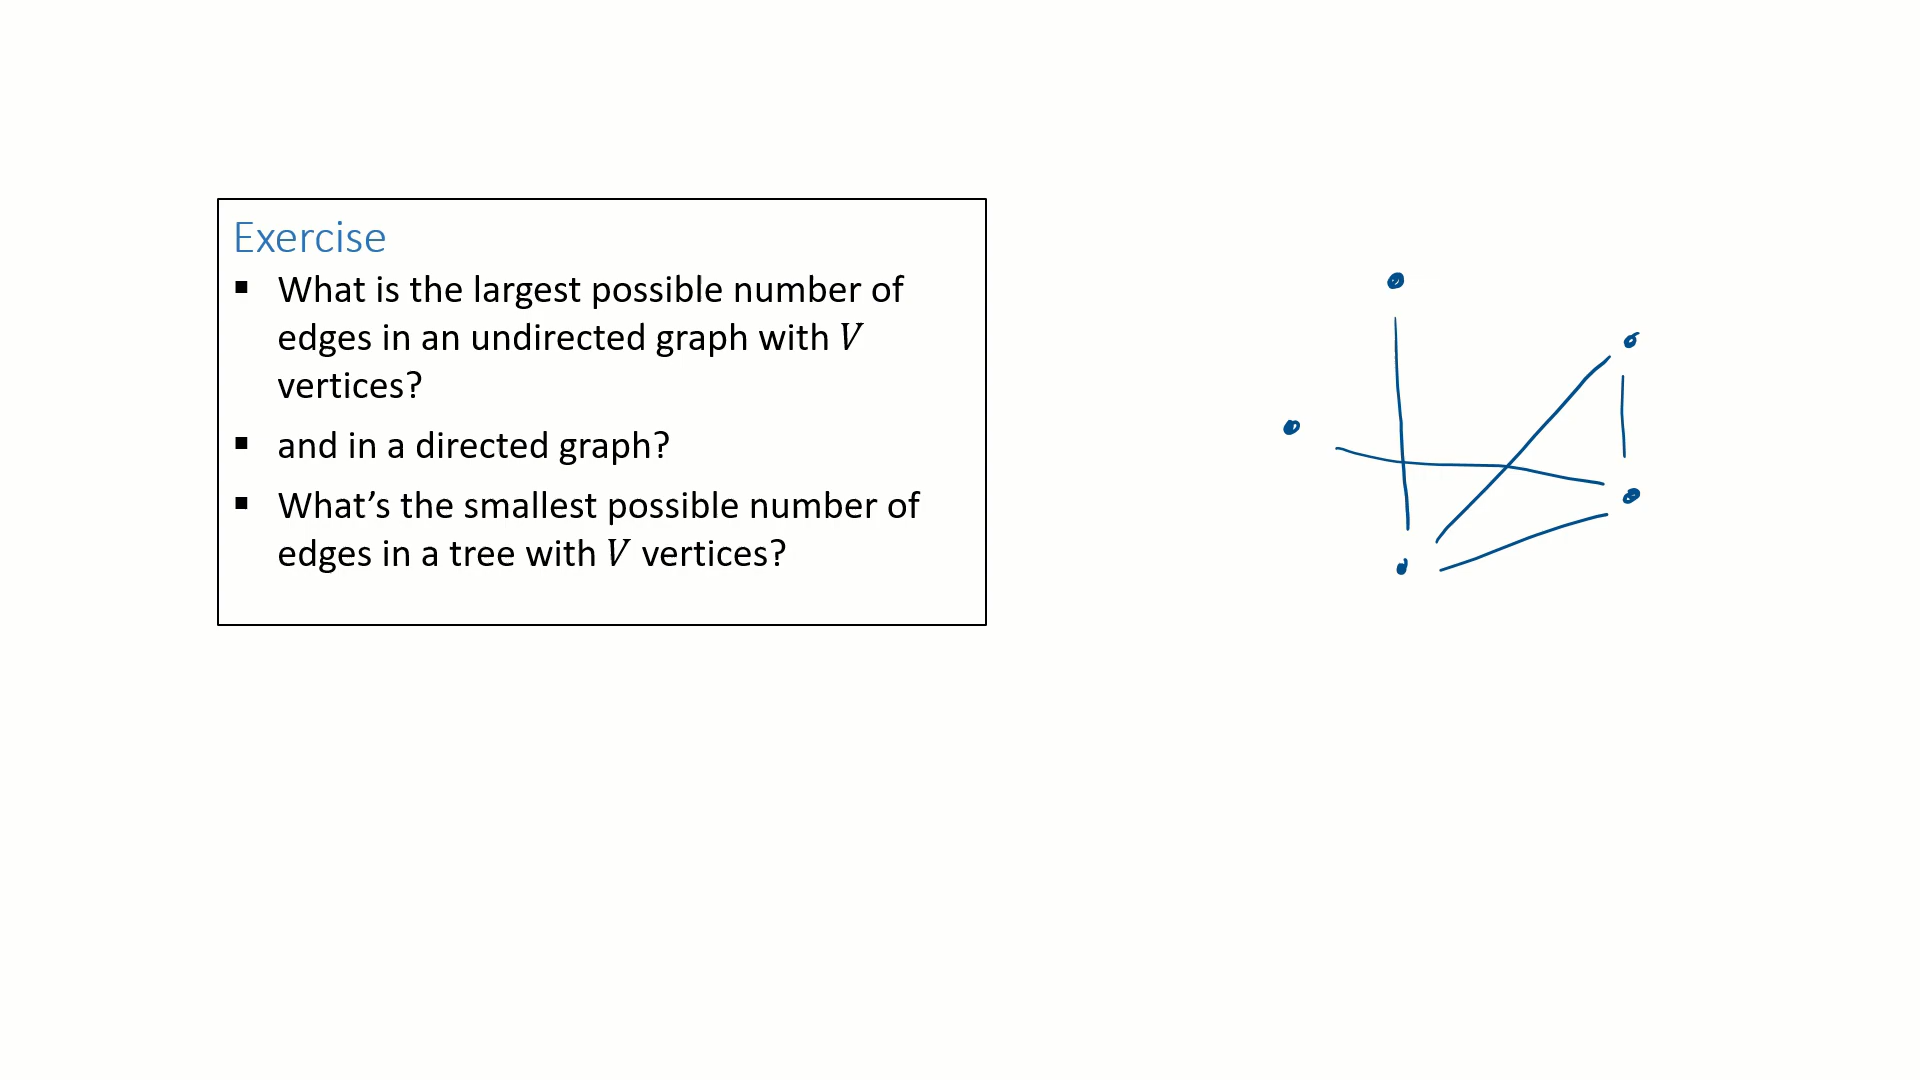 Exercise
▪ What is the largest possible number of
edges in an undirected graph with V
vertices?
▪ and in a directed graph?
▪ What’s the smallest possible number of
edges in a tree with V vertices?